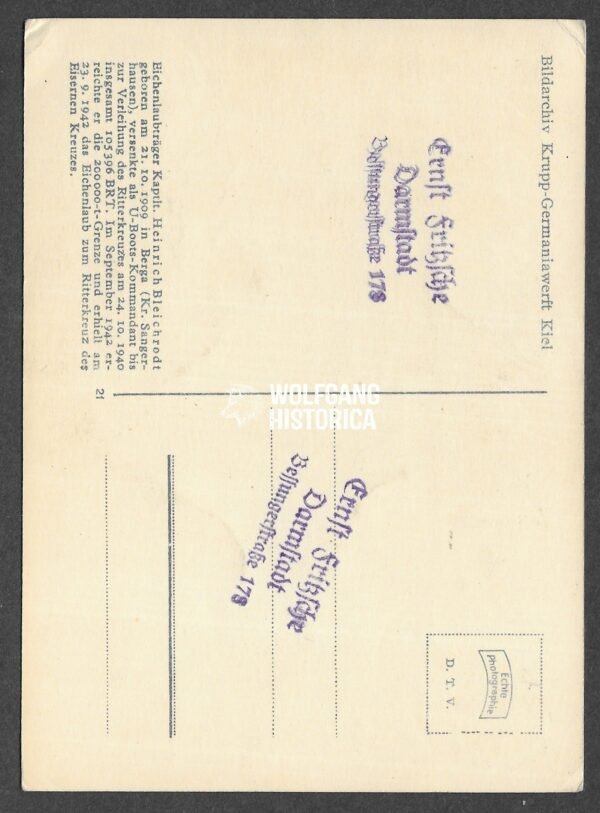 Bildarchiv Krupp-Germaniawerft Kiel
Ernst Fritzsche
Darmstadt
Bessungerstraße 178
Eichenlaubträger Kaptlt. Heinrich Bleichrodt
geboren am 21. 10. 1909 in Berga (Kr. Sanger-
hausen), versenkte als U-Boots-Kommandant bis
zur Verleihung des Ritterkreuzes am 24. 10. 1940
insgesamt 105396 BRT. Im September 1942 er-
reichte er die 200000-t-Grenze und erhielt am
23. 9. 1942 das Eichenlaub zum Ritterkreuz des
Eisernen Kreuzes.
21
WOLFGANG
HISTORICA
Echte
Photographie
D. T. V.
Ernst Fritzsche
Darmstadt
Bessungerstraße 178